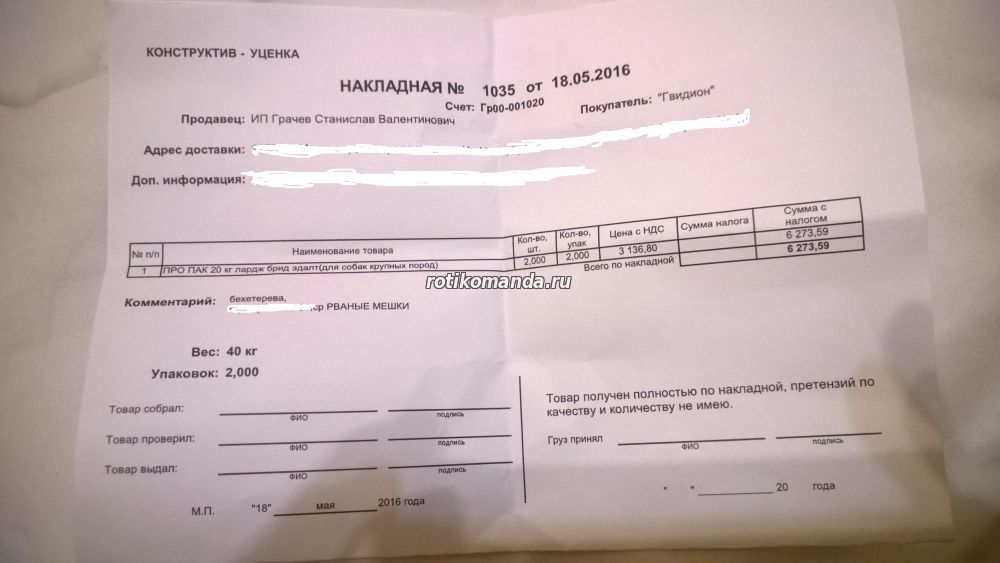 КОНСТРУКТИВ - УЦЕНКА
НАКЛАДНАЯ № 1035 от 18.05.2016
Счет: Гр00-001020 Покупатель: "Гвидион"
Продавец: ИП Грачев Станислав Валентинович
Адрес доставки:
Доп. информация:
№ п/п Наименование товара Кол-во, шт. Кол-во, упак Цена с НДС Сумма налога Сумма с налогом
1 ПРО ПАК 20 кг лардж брид эдалт(для собак крупных пород) 2,000 2,000 3 136,80 6 273,59
Всего по накладной 6 273,59
rotikomanda.ru
Комментарий: бехетерева,
РВАНЫЕ МЕШКИ
Вес: 40 кг
Упаковок: 2,000
Товар собрал:
ФИО подпись
Товар проверил:
ФИО подпись
Товар выдал:
ФИО подпись
М.П. "18" мая 2016 года
Товар получен полностью по накладной, претензий по
качеству и количеству не имею.
Груз принял
ФИО подпись
" " 20 года